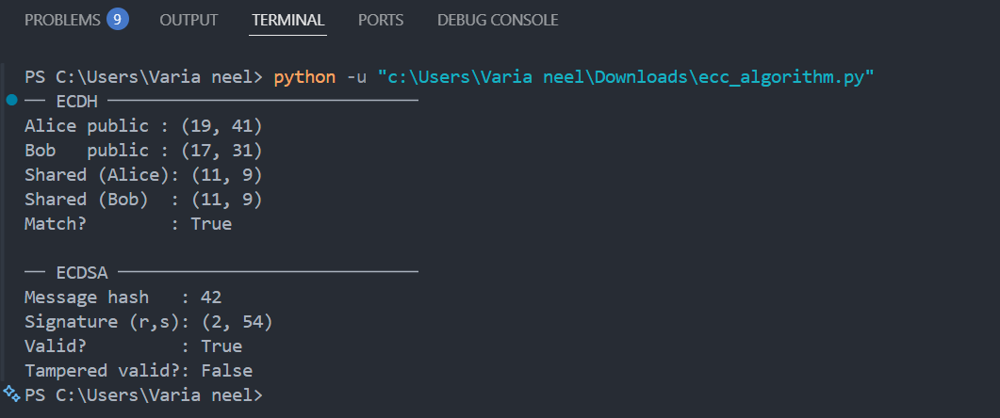 PROBLEMS 9 OUTPUT TERMINAL PORTS DEBUG CONSOLE
PS C:\Users\Varia neel> python -u "c:\Users\Varia neel\Downloads\ecc_algorithm.py"
── ECDH ──────────────────────────────
Alice public : (19, 41)
Bob   public : (17, 31)
Shared (Alice): (11, 9)
Shared (Bob)  : (11, 9)
Match?        : True
── ECDSA ─────────────────────────────
Message hash   : 42
Signature (r,s): (2, 54)
Valid?         : True
Tampered valid?: False
PS C:\Users\Varia neel>